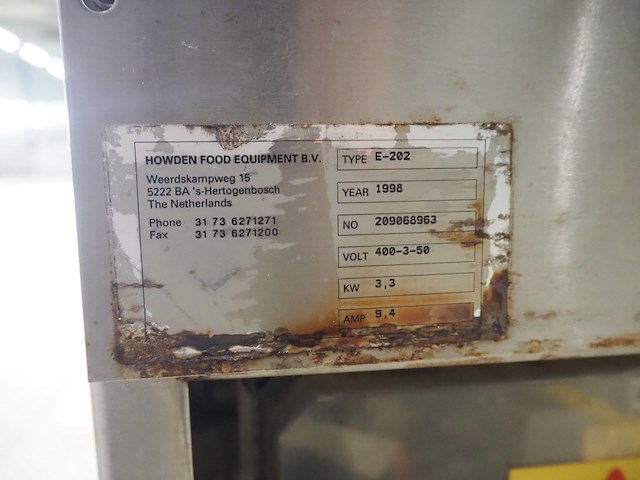 HOWDEN FOOD EQUIPMENT B.V.
Weerdskampweg 15
5222 BA 's-Hertogenbosch
The Netherlands
Phone 31 73 6271271
Fax 31 73 6271200
TYPE E-202
YEAR 1998
NO 209068963
VOLT 400-3-50
KW 3,3
AMP 9,4